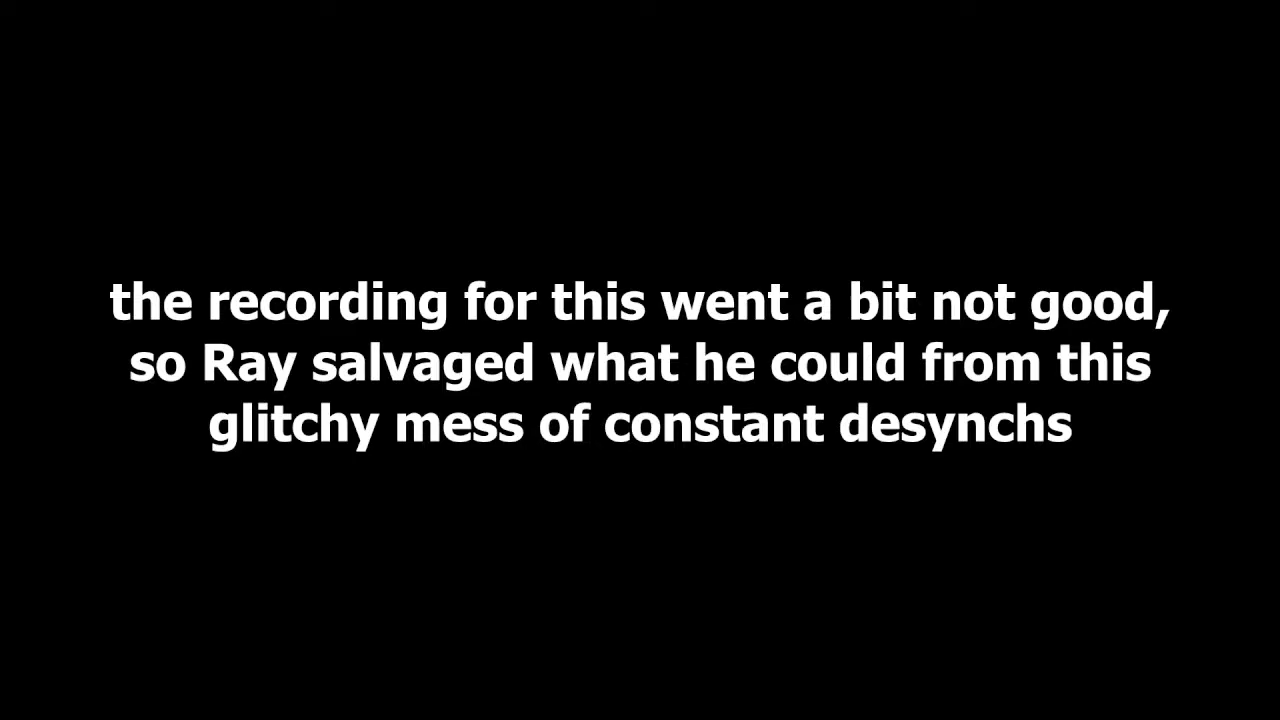 the recording for this went a bit not good,
so Ray salvaged what he could from this
glitchy mess of constant desynchs